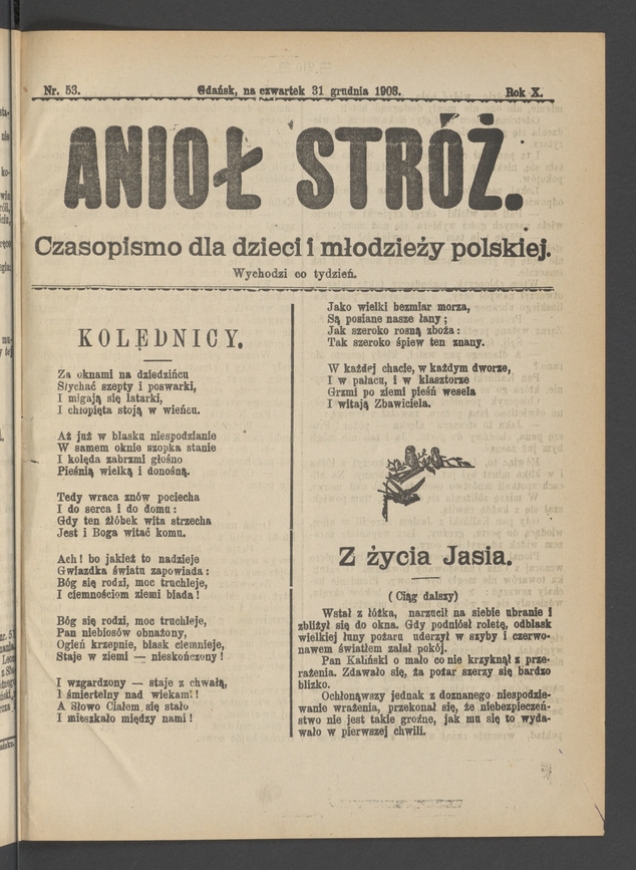 Nr. 53. Gdańsk, na czwartek 31 grudnia 1908. Rok X.
ANIOŁ STRÓŻ.
Czasopismo dla dzieci i młodzieży polskiej.
Wychodzi co tydzień.
KOLĘDNICY.
Za oknami na dziedzińcu
Słychać szepty i poswarki,
I migają się latarki,
I chłopięta stoją w wieńcu.
Aż już w blasku niespodzianie
W samem oknie szopka stanie
I kolęda zabrzmi głośno
Pieśnią wielką i donośną.
Tedy wraca znów pociecha
I do serca i do domu:
Gdy ten żłóbek wita strzecha
Jest i Boga witać komu.
Ach! bo jakież to nadzieje
Gwiazdka światu zapowiada:
Bóg się rodzi, moc truchleje,
I ciemnościom ziemi biada!
Bóg się rodzi, moc truchleje,
Pan niebiosów obnażony,
Ogień krzepnie, blask ciemnieje,
Staje w ziemi — nieskończony!
I wzgardzony — staje z chwałą,
I śmiertelny nad wiekam!!
A Słowo Ciałem się stało
I mieszkało między nami!
Jako wielki bezmiar morza,
Są posiane nasze łany;
Jak szeroko rosną zboża:
Tak szeroko śpiew ten znany.
W każdej chacie, w każdym dworze,
I w pałacu, i w klasztorze
Grzmi po ziemi pieśń wesela
I witają Zbawiciela.
Z życia Jasia.
(Ciąg dalszy)
Wstał z łóżka, narzucił na siebie ubranie i
zbliżył się do okna. Gdy podniósł roletę, odblask
wielkiej łuny pożaru uderzył w szyby i czerwo-
nawem światłem zalał pokój.
Pan Kaliński o mało co nie krzyknął z prze-
rażenia. Zdawało się, że pożar szerzy się bardzo
blizko.
Ochłonąwszy jednak z doznanego niespodzie-
wanie wrażenia, przekonał się, że niebezpieczeń-
stwo nie jest takie groźne, jak mu się to wyda-
wało w pierwszej chwili.